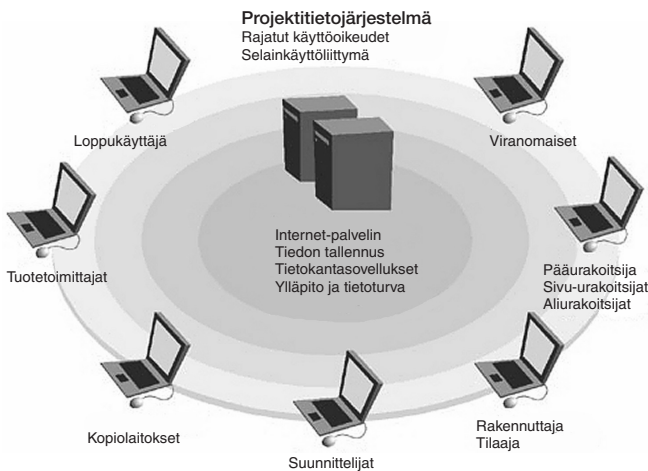 Projektitietojärjestelmä
Rajatut käyttöoikeudet
Selainkäyttöliittymä
Loppukäyttäjä
Viranomaiset
Internet-palvelin
Tiedon tallennus
Tietokantasovellukset
Ylläpito ja tietoturva
Tuotetoimittajat
Pääurakoitsija
Sivu-urakoitsijat
Aliurakoitsijat
Kopiolaitokset
Suunnittelijat
Rakennuttaja
Tilaaja